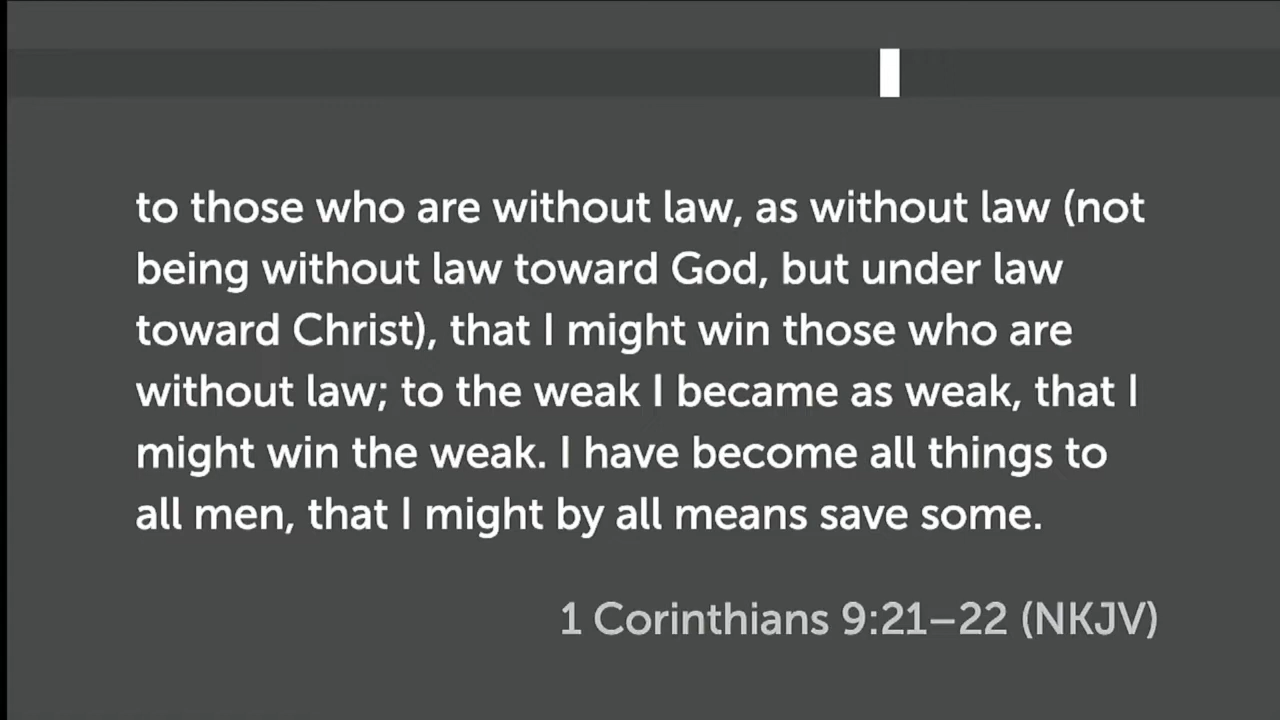 to those who are without law, as without law (not
being without law toward God, but under law
toward Christ), that I might win those who are
without law; to the weak I became as weak, that I
might win the weak. I have become all things to
all men, that I might by all means save some.
1 Corinthians 9:21–22 (NKJV)